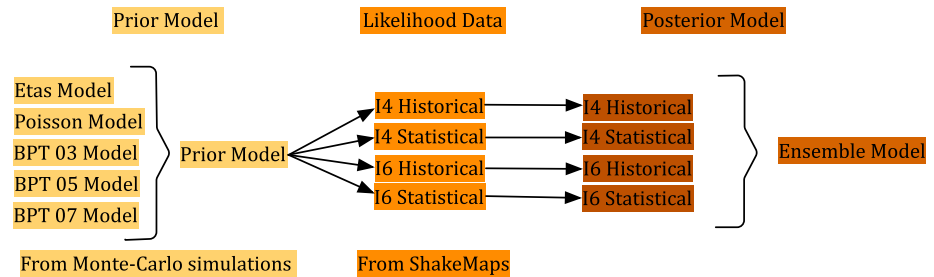 Prior Model
Likelihood Data
Posterior Model
Etas Model
Poisson Model
BPT 03 Model
BPT 05 Model
BPT 07 Model
Prior Model
I4 Historical
I4 Statistical
I6 Historical
I6 Statistical
I4 Historical
I4 Statistical
I6 Historical
I6 Statistical
Ensemble Model
From Monte-Carlo simulations
From ShakeMaps